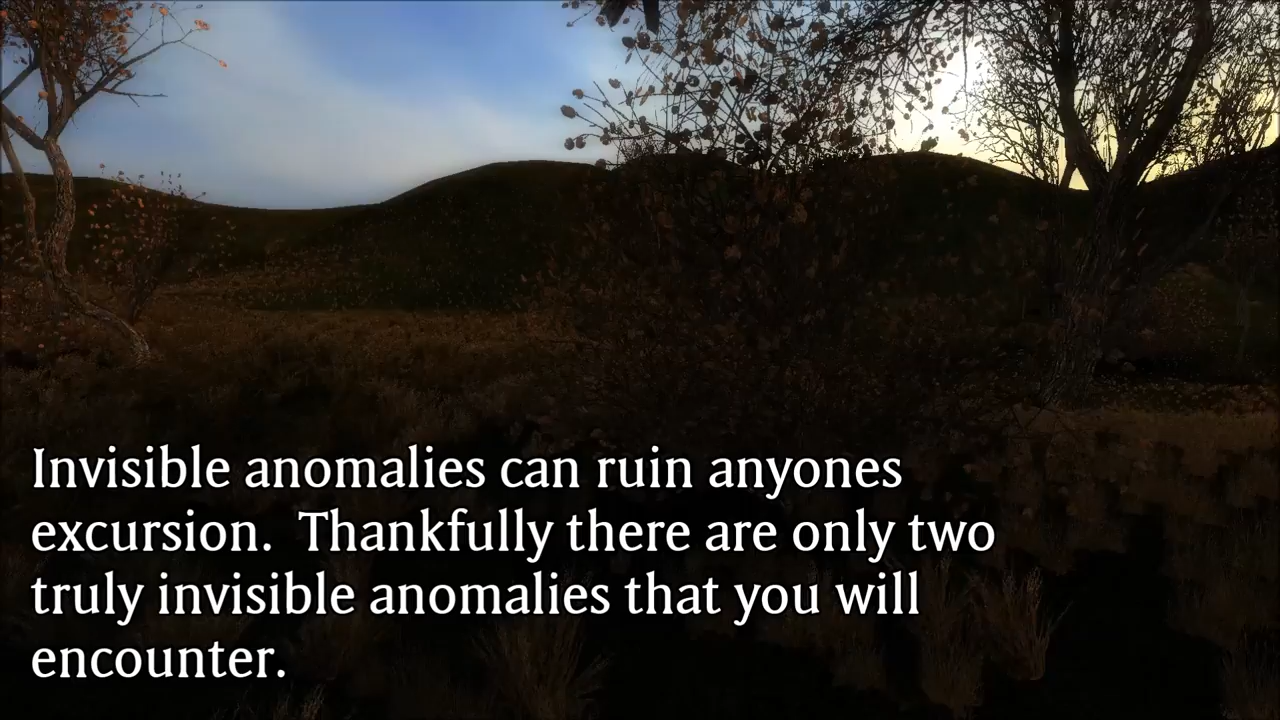 Invisible anomalies can ruin anyones
excursion.  Thankfully there are only two
truly invisible anomalies that you will
encounter.